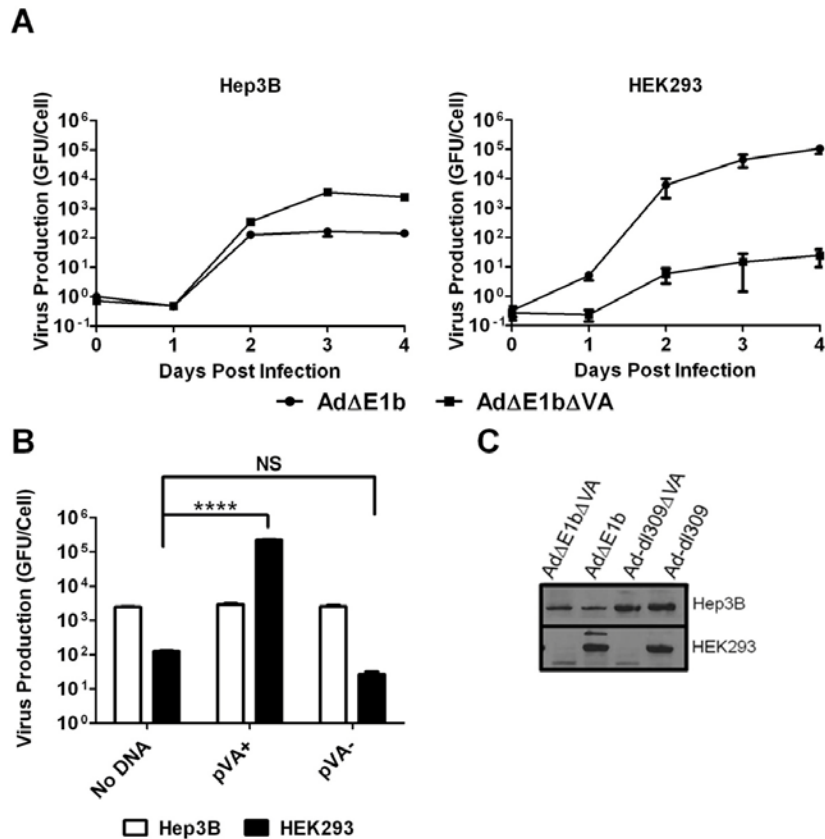 A
Hep3B
HEK293
Virus Production (GFU/Cell)
10⁶
10⁵
10⁴
10³
10²
10¹
10⁰
10⁻¹
0 1 2 3 4
Days Post Infection
Virus Production (GFU/Cell)
10⁶
10⁵
10⁴
10³
10²
10¹
10⁰
10⁻¹
0 1 2 3 4
Days Post Infection
AdΔE1b AdΔE1bΔVA
B
NS
****
Virus Production (GFU/Cell)
10⁶
10⁵
10⁴
10³
10²
10¹
10⁰
No DNA
pVA+
pVA-
Hep3B HEK293
C
AdΔE1bΔVA
AdΔE1b
Ad-dl309ΔVA
Ad-dl309
Hep3B
HEK293